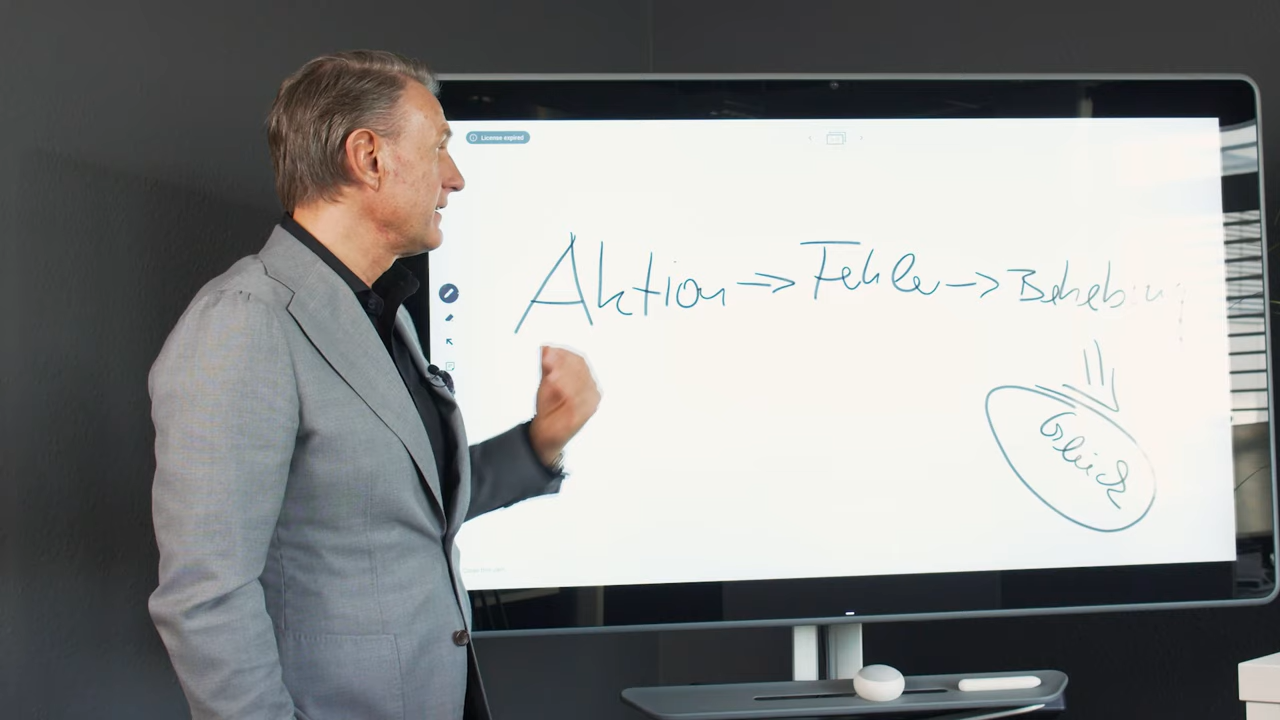 License expired
Aktion => Fehler -> Behebung
Glück